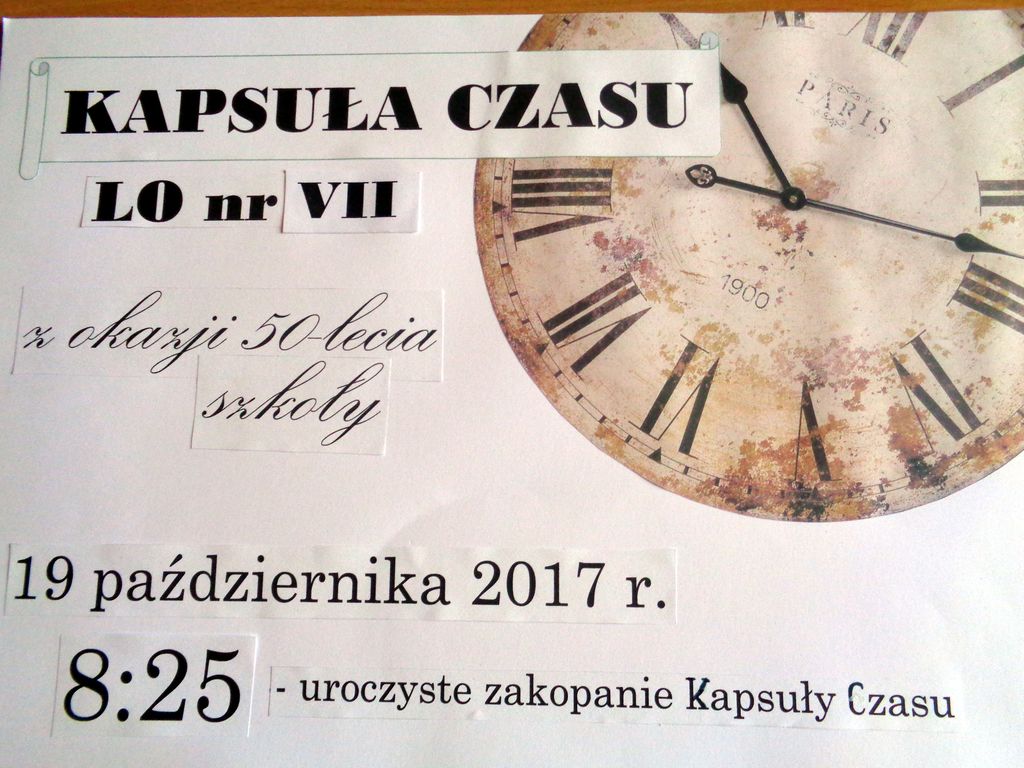 KAPSUŁA CZASU
LO nr VII
z okazji 50-lecia
szkoły
PARIS
1900
19 października 2017 r.
8:25 - uroczyste zakopanie Kapsuły Czasu